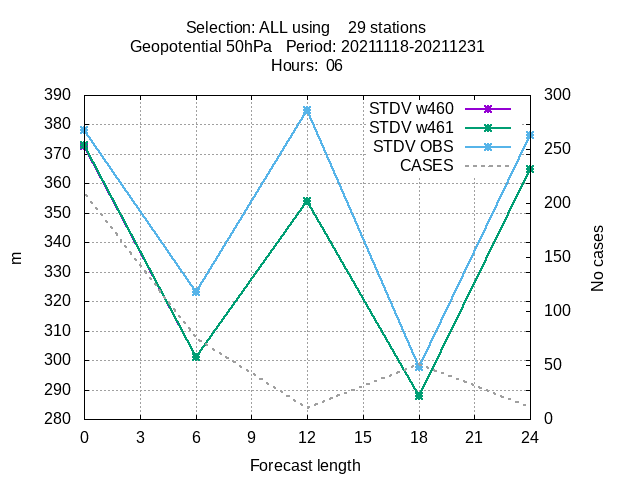 Selection: ALL using    29 stations
Geopotential 50hPa   Period: 20211118-20211231
Hours:  06
390
380
370
360
350
340
330
320
310
300
290
280
300
250
200
150
100
50
0
STDV w460
STDV w461
STDV OBS
CASES
m
No cases
0 3 6 9 12 15 18 21 24
Forecast length